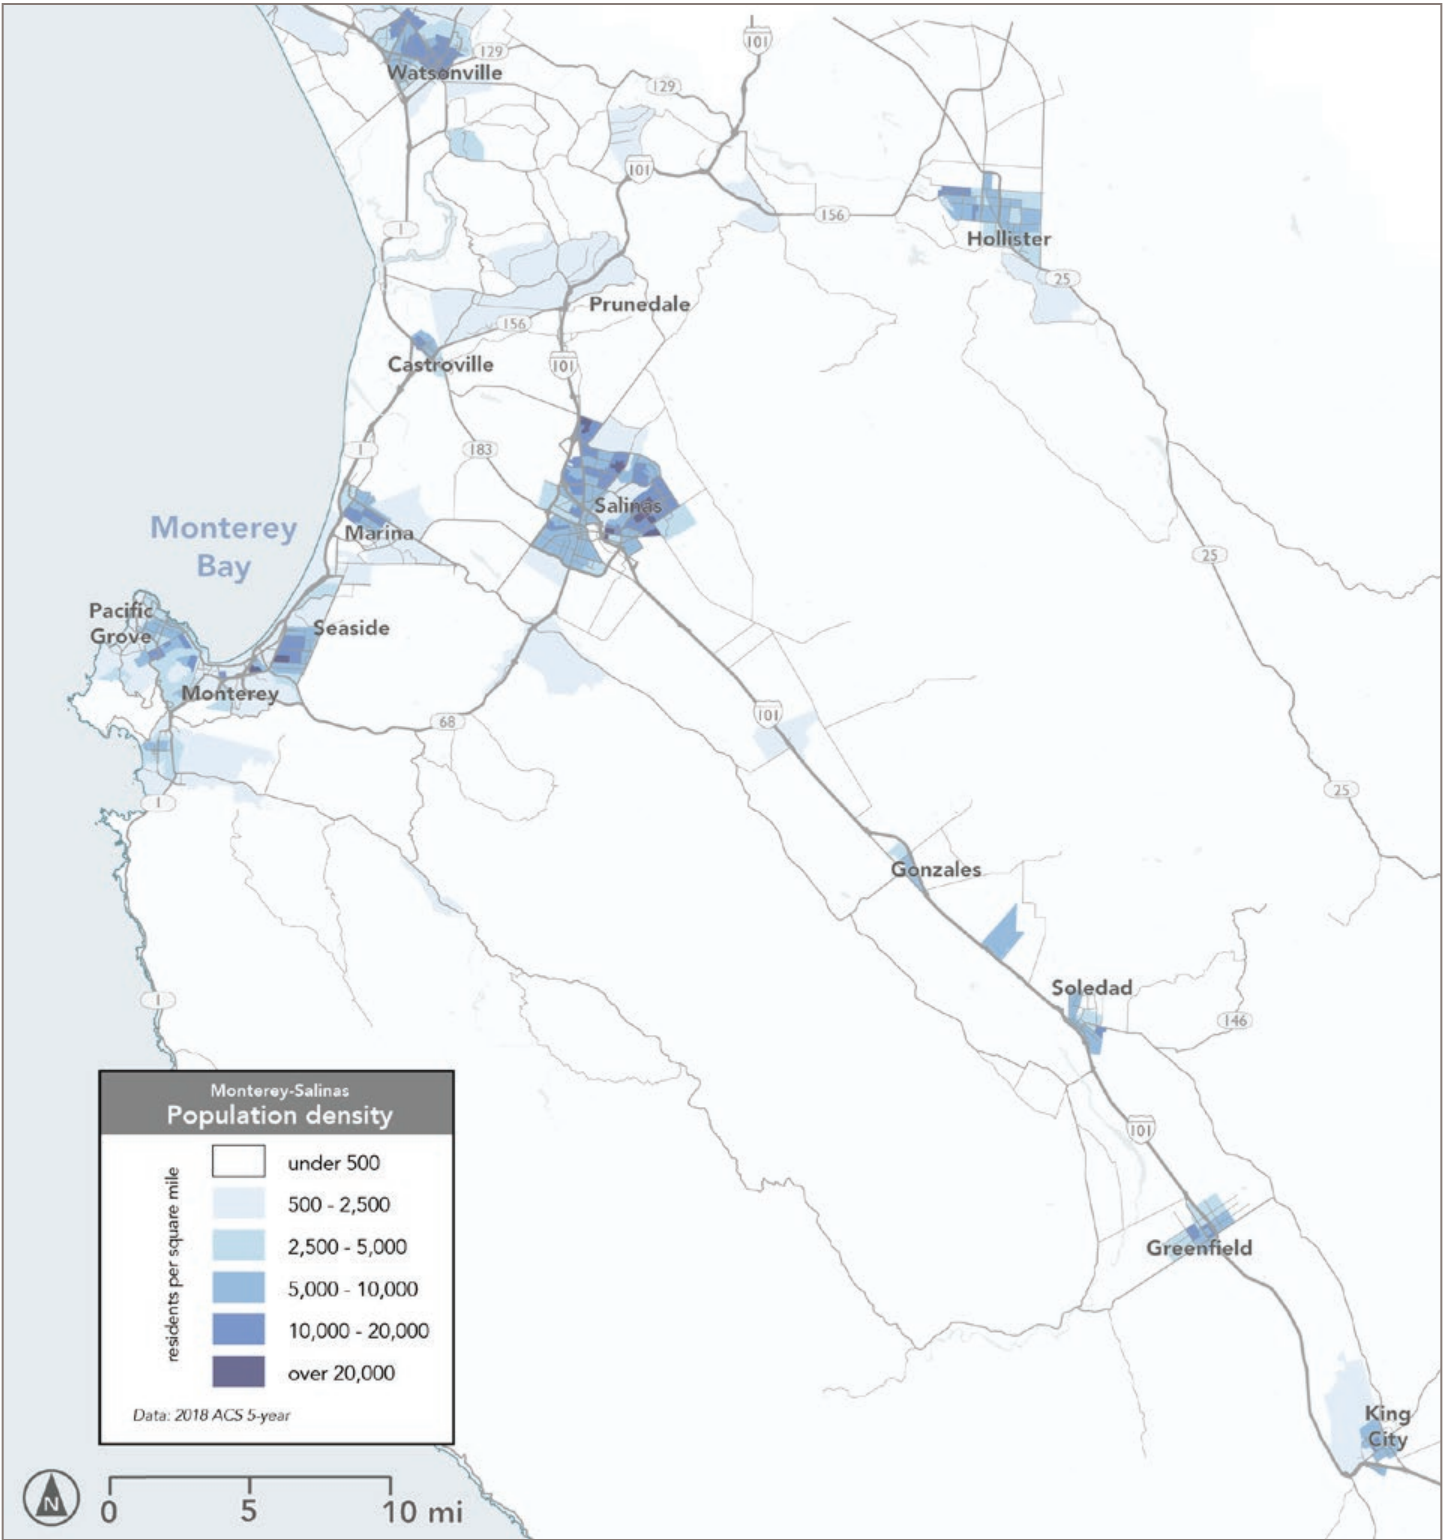 101
129
Watsonville
129
101
156
1
Hollister
25
Prunedale
156
Castroville
101
1
183
Salinas
Monterey
Bay
Marina
25
Pacific
Grove
Seaside
Monterey
68
101
25
1
Gonzales
Soledad
1
146
101
Greenfield
King
City
Monterey-Salinas
Population density
residents per square mile
under 500
500 - 2,500
2,500 - 5,000
5,000 - 10,000
10,000 - 20,000
over 20,000
Data: 2018 ACS 5-year
N
0 5 10 mi